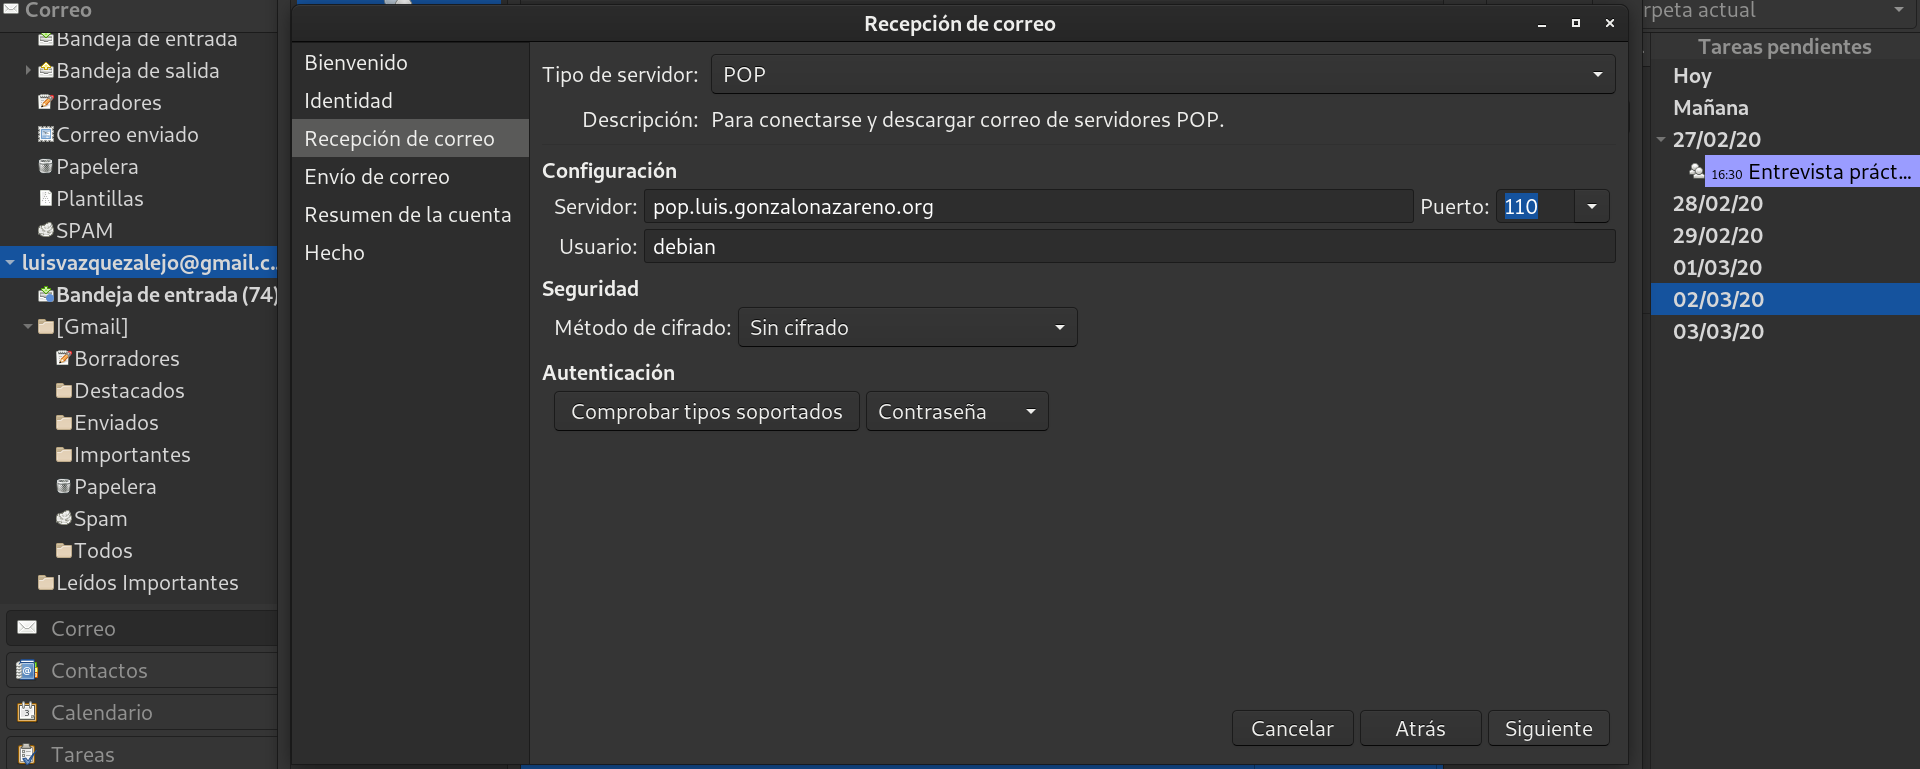 Correo
Bandeja de entrada
Bandeja de salida
Borradores
Correo enviado
Papelera
Plantillas
SPAM
luisvazquezalejo@gmail.c...
Bandeja de entrada (74)
[Gmail]
Borradores
Destacados
Enviados
Importantes
Papelera
Spam
Todos
Leídos Importantes
Correo
Contactos
Calendario
Tareas
Recepción de correo
Bienvenido
Identidad
Recepción de correo
Envío de correo
Resumen de la cuenta
Hecho
Tipo de servidor: POP
Descripción: Para conectarse y descargar correo de servidores POP.
Configuración
Servidor: pop.luis.gonzalonazareno.org Puerto: 110
Usuario: debian
Seguridad
Método de cifrado: Sin cifrado
Autenticación
Comprobar tipos soportados Contraseña
Cancelar Atrás Siguiente
rpeta actual
Tareas pendientes
Hoy
Mañana
27/02/20
16:30 Entrevista práct...
28/02/20
29/02/20
01/03/20
02/03/20
03/03/20